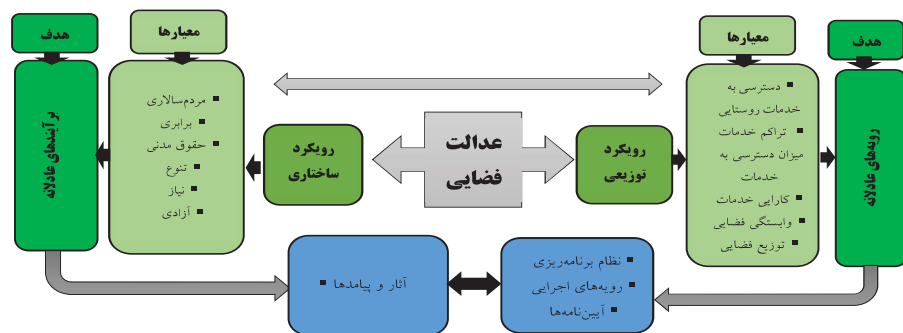 هدف
معیارها
معیارها
هدف
رویه‌های عادلانه
دسترسی به
خدمات روستایی
تراکم خدمات
میزان دسترسی به
خدمات
کارایی خدمات
وابستگی فضایی
توزیع فضایی
رویکرد
توزیعی
عدالت
فضایی
رویکرد
ساختاری
مردم‌سالاری
برابری
حقوق مدنی
تنوع
نیاز
آزادی
برآیندهای عادلانه
نظام برنامه‌ریزی
رویه‌های اجرایی
آیین‌نامه‌ها
آثار و پیامدها